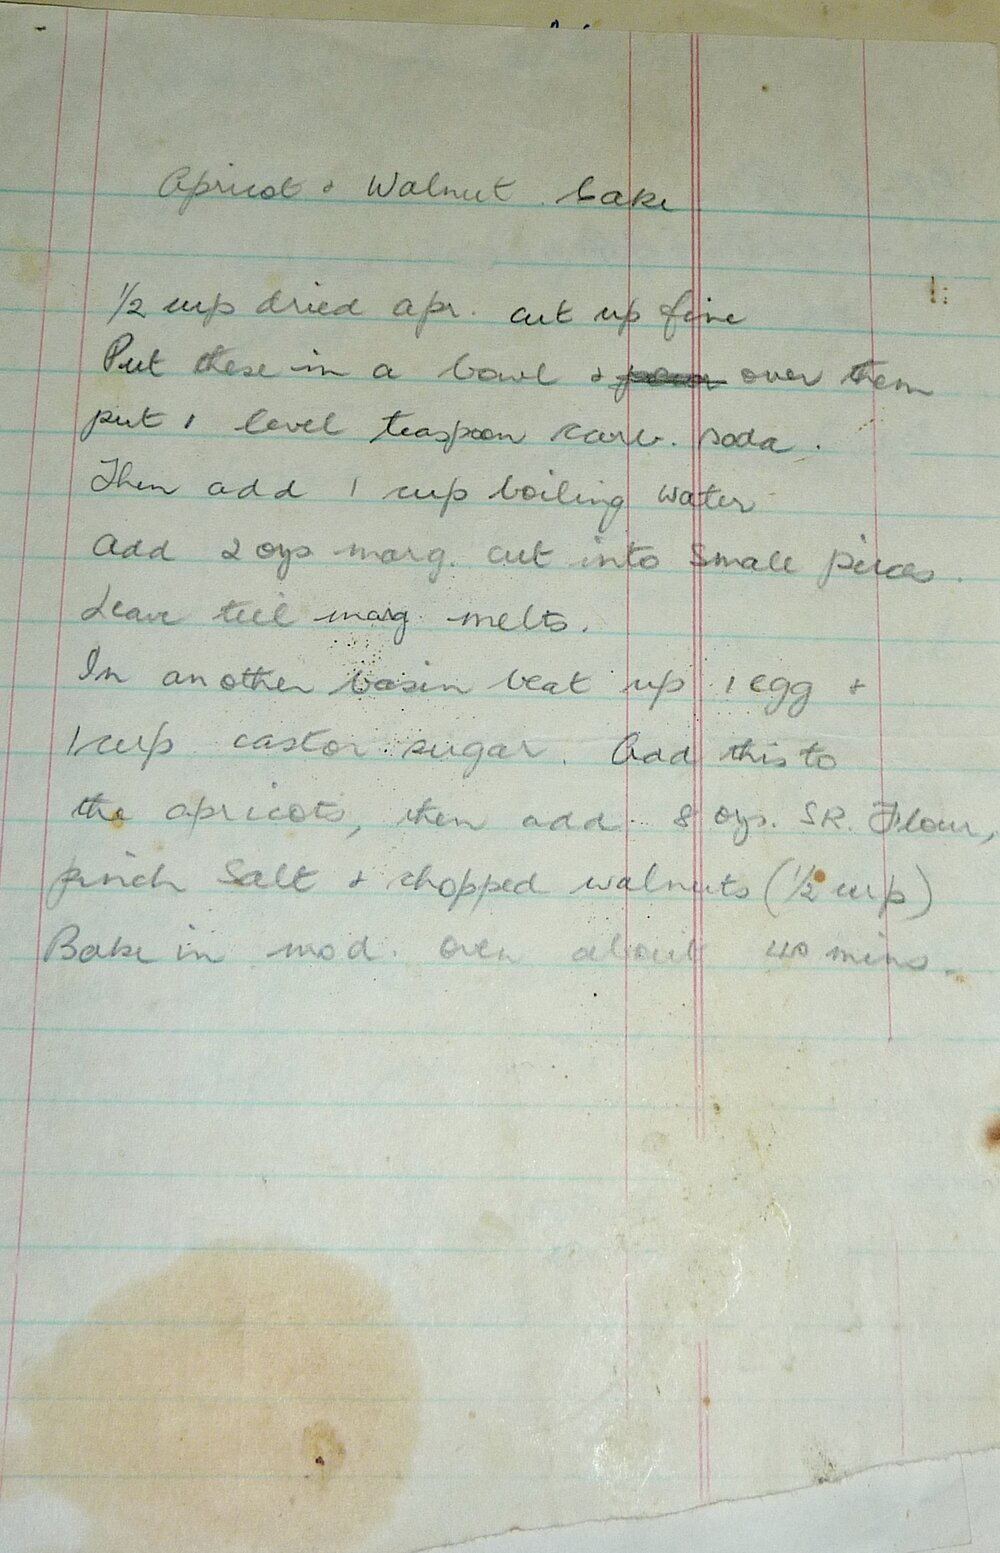 Apricot & Walnut Cake
1/2 cup dried apr. cut up fine
Put these in a bowl & over them
put 1 level teaspoon carb. soda.
Then add 1 cup boiling water
Add 2 ozs marg. cut into small pieces.
Leave till marg melts.
In another basin beat up 1 egg &
1 cup castor sugar. Add this to
the apricots, then add 8 ozs. SR. Flour,
pinch Salt & chopped walnuts (1/2 cup)
Bake in mod. oven about 40 mins.